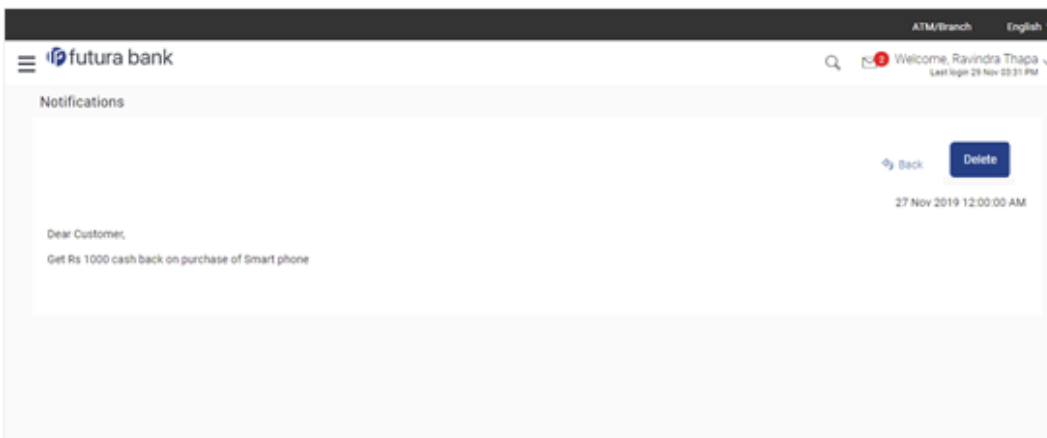 ATM/Branch English
futura bank
2 Welcome, Ravindra Thapa
Last login 29 Nov 03:31 PM
Notifications
Back Delete
27 Nov 2019 12:00:00 AM
Dear Customer,
Get Rs 1000 cash back on purchase of Smart phone